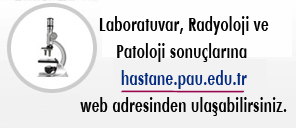 Laboratuvar, Radyoloji ve
Patoloji sonuçlarına
hastane.pau.edu.tr
web adresinden ulaşabilirsiniz.